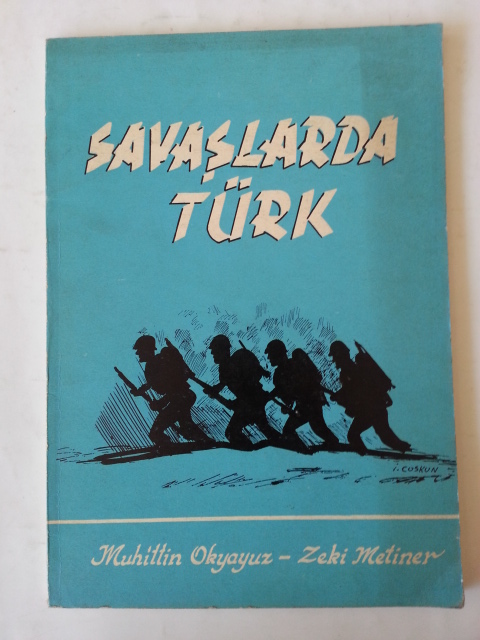 SAVAŞLARDA
TÜRK
İ. COŞKUN
Muhittin Okyayuz - Zeki Metiner